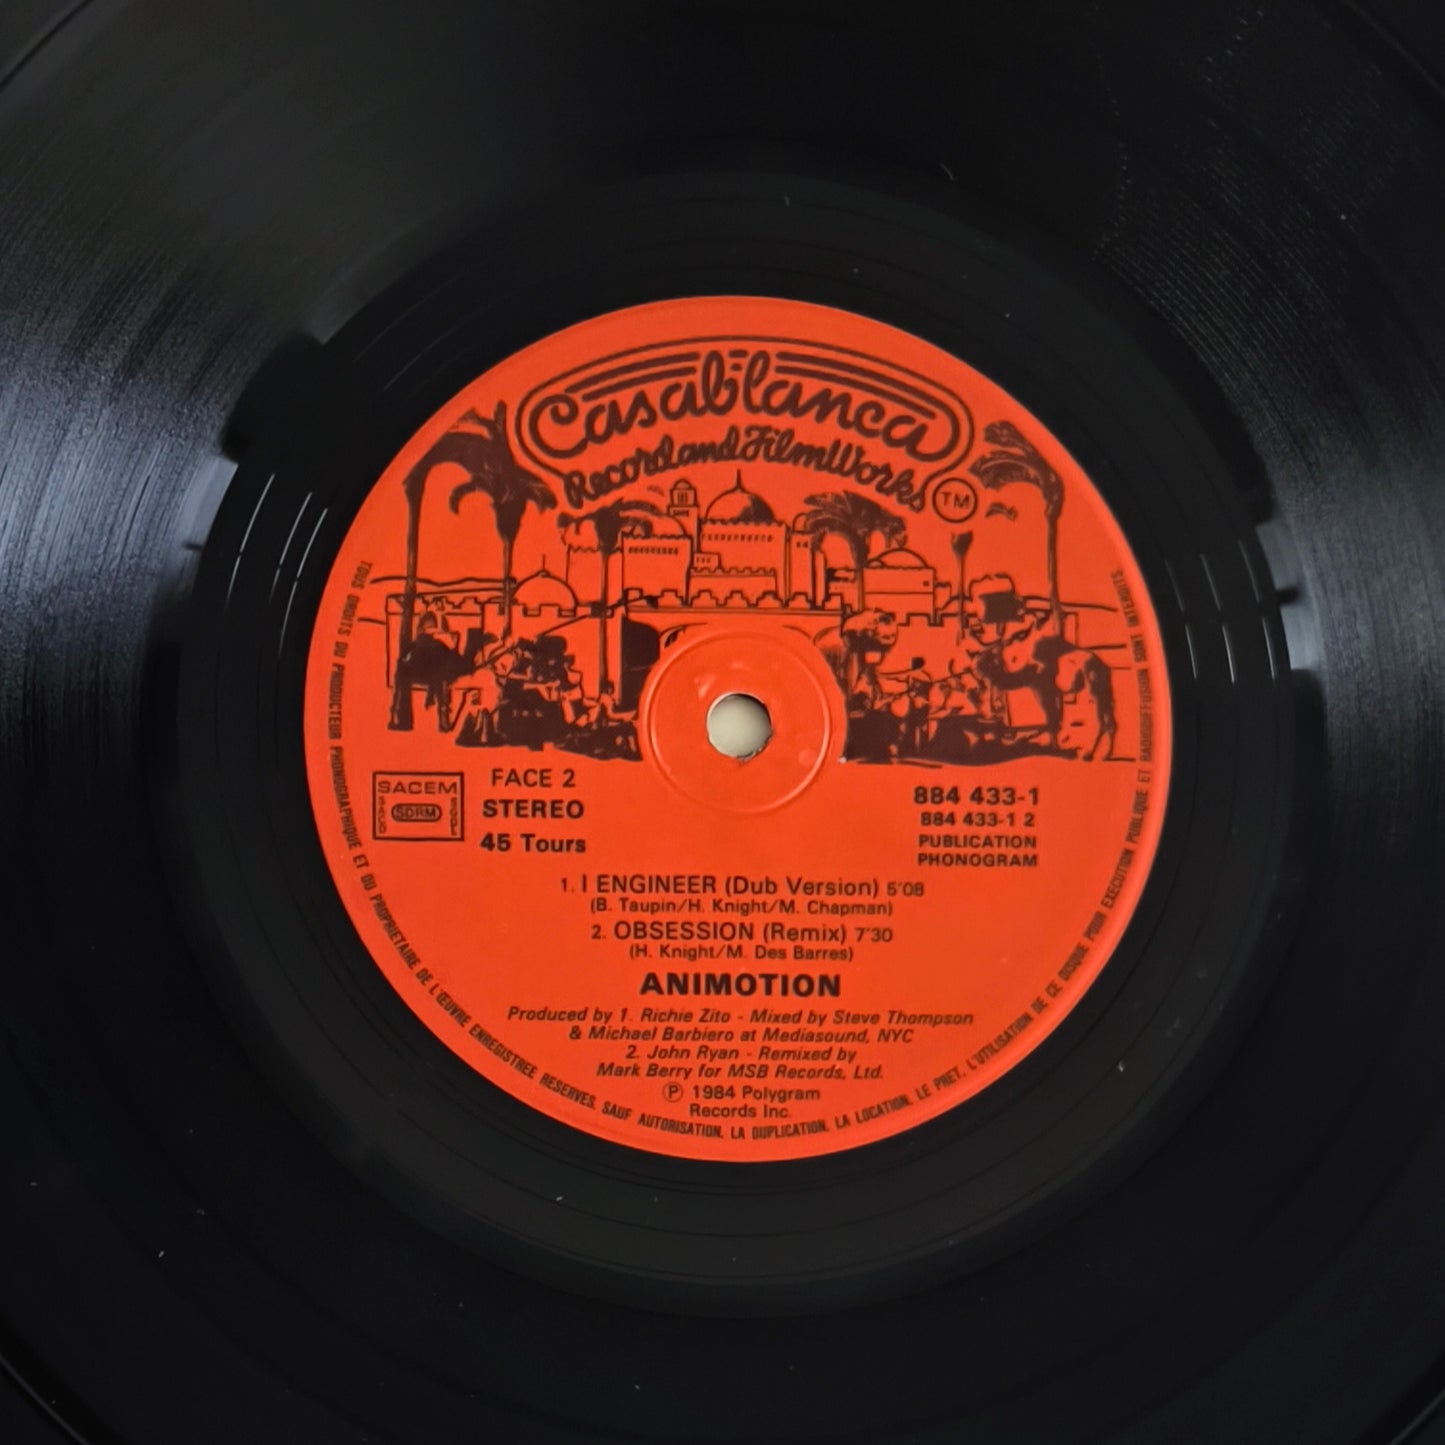 Casablanca
Record and FilmWorks
TM
SACEM
SACD
SDRM
SGDL
FACE 2
STEREO
45 Tours
884 433-1
884 433-1 2
PUBLICATION
PHONOGRAM
1. I ENGINEER (Dub Version) 5'08
(B. Taupin/H. Knight/M. Chapman)
2. OBSESSION (Remix) 7'30
(H. Knight/M. Des Barres)
ANIMOTION
Produced by 1. Richie Zito - Mixed by Steve Thompson
& Michael Barbiero at Mediasound, NYC
2. John Ryan - Remixed by
Mark Berry for MSB Records, Ltd.
Ⓟ 1984 Polygram
Records Inc.
TOUS DROITS DU PRODUCTEUR PHONOGRAPHIQUE ET DU PROPRIETAIRE DE L'ŒUVRE ENREGISTREE RESERVES. SAUF AUTORISATION, LA DUPLICATION, LA LOCATION, LE PRET, L'UTILISATION DE CE DISQUE POUR EXECUTION PUBLIQUE ET RADIODIFFUSION SONT INTERDITS.